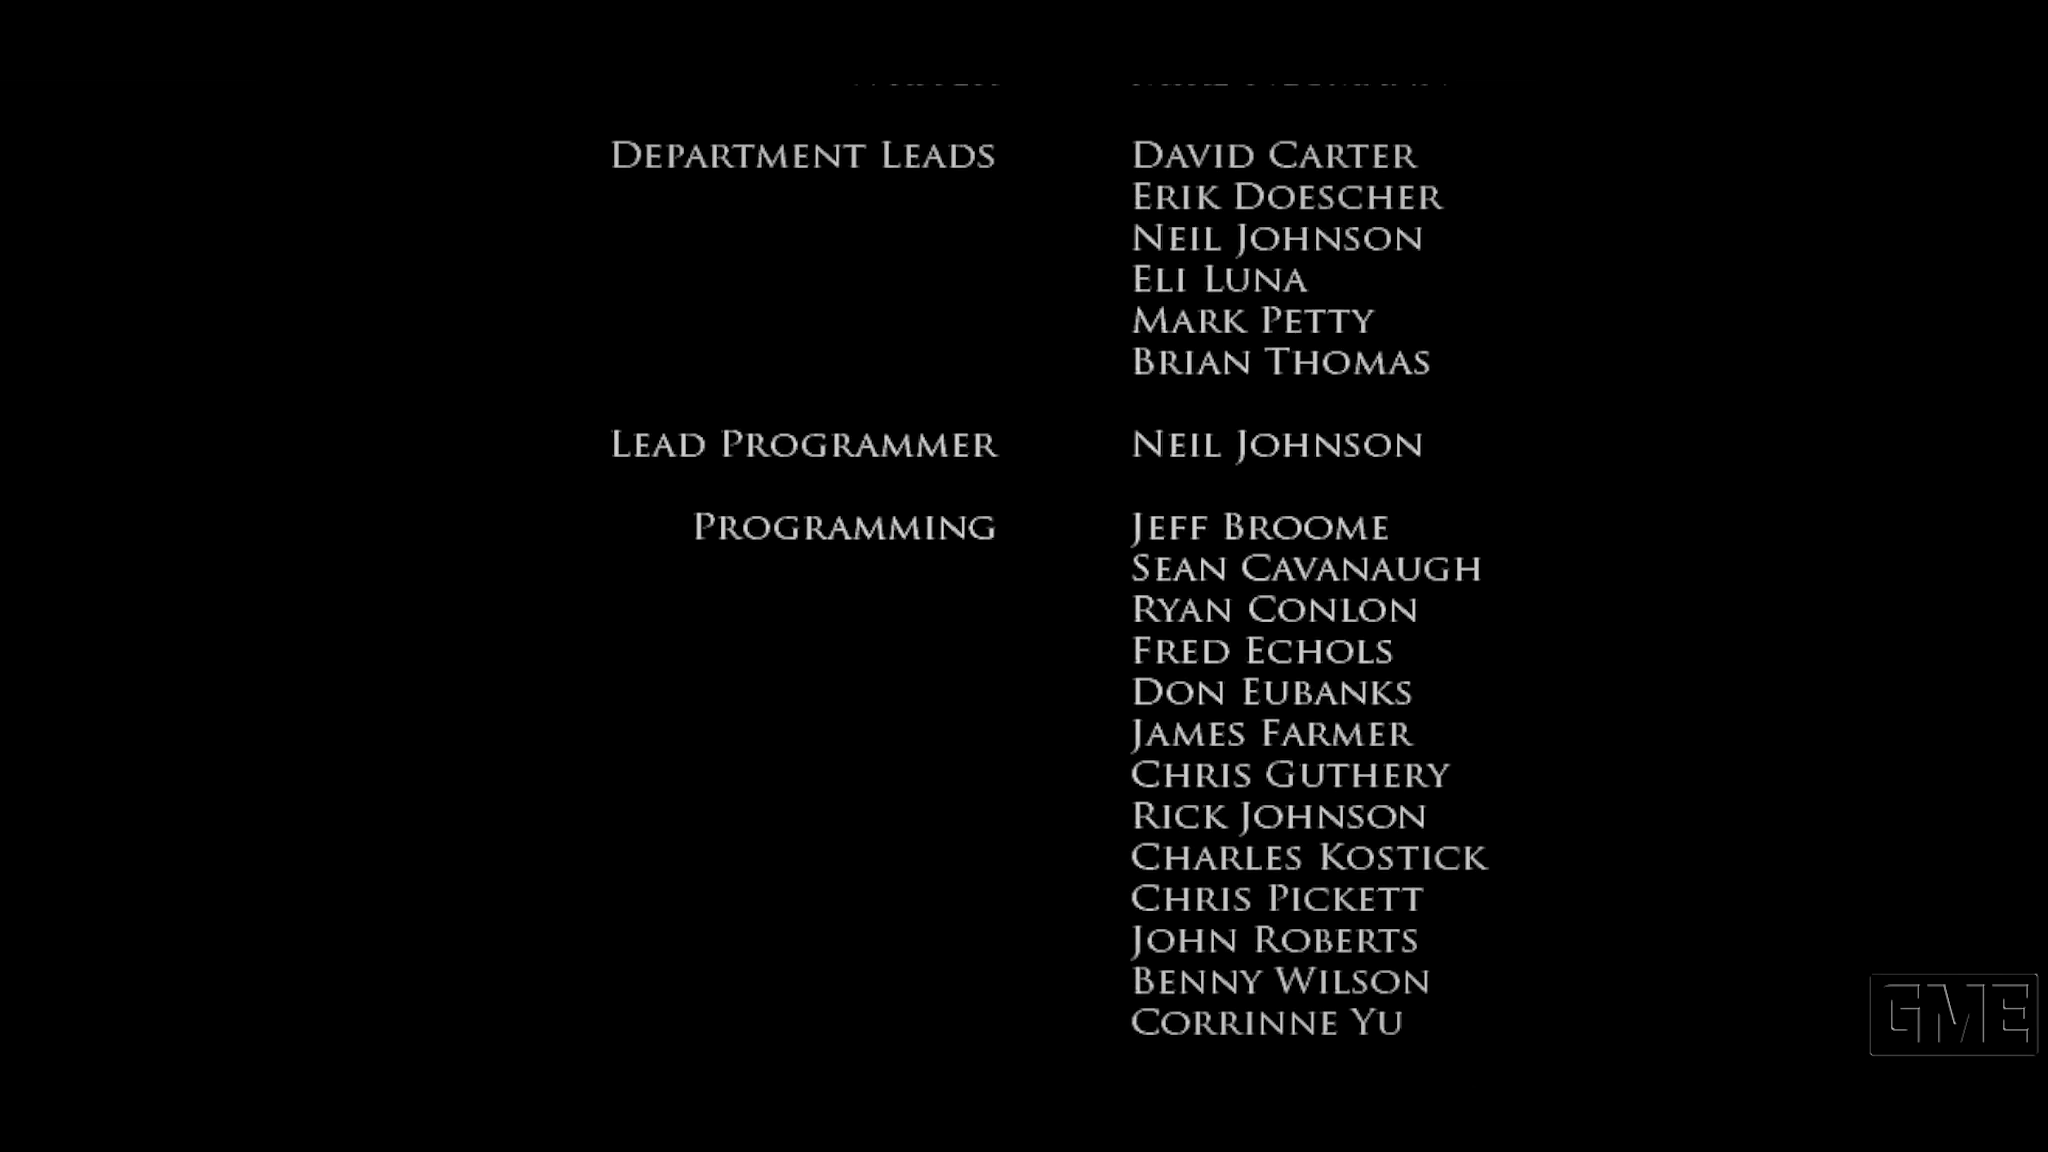 Department Leads David Carter
Erik Doescher
Neil Johnson
Eli Luna
Mark Petty
Brian Thomas
Lead Programmer Neil Johnson
Programming Jeff Broome
Sean Cavanaugh
Ryan Conlon
Fred Echols
Don Eubanks
James Farmer
Chris Guthery
Rick Johnson
Charles Kostick
Chris Pickett
John Roberts
Benny Wilson
Corrinne Yu
GME